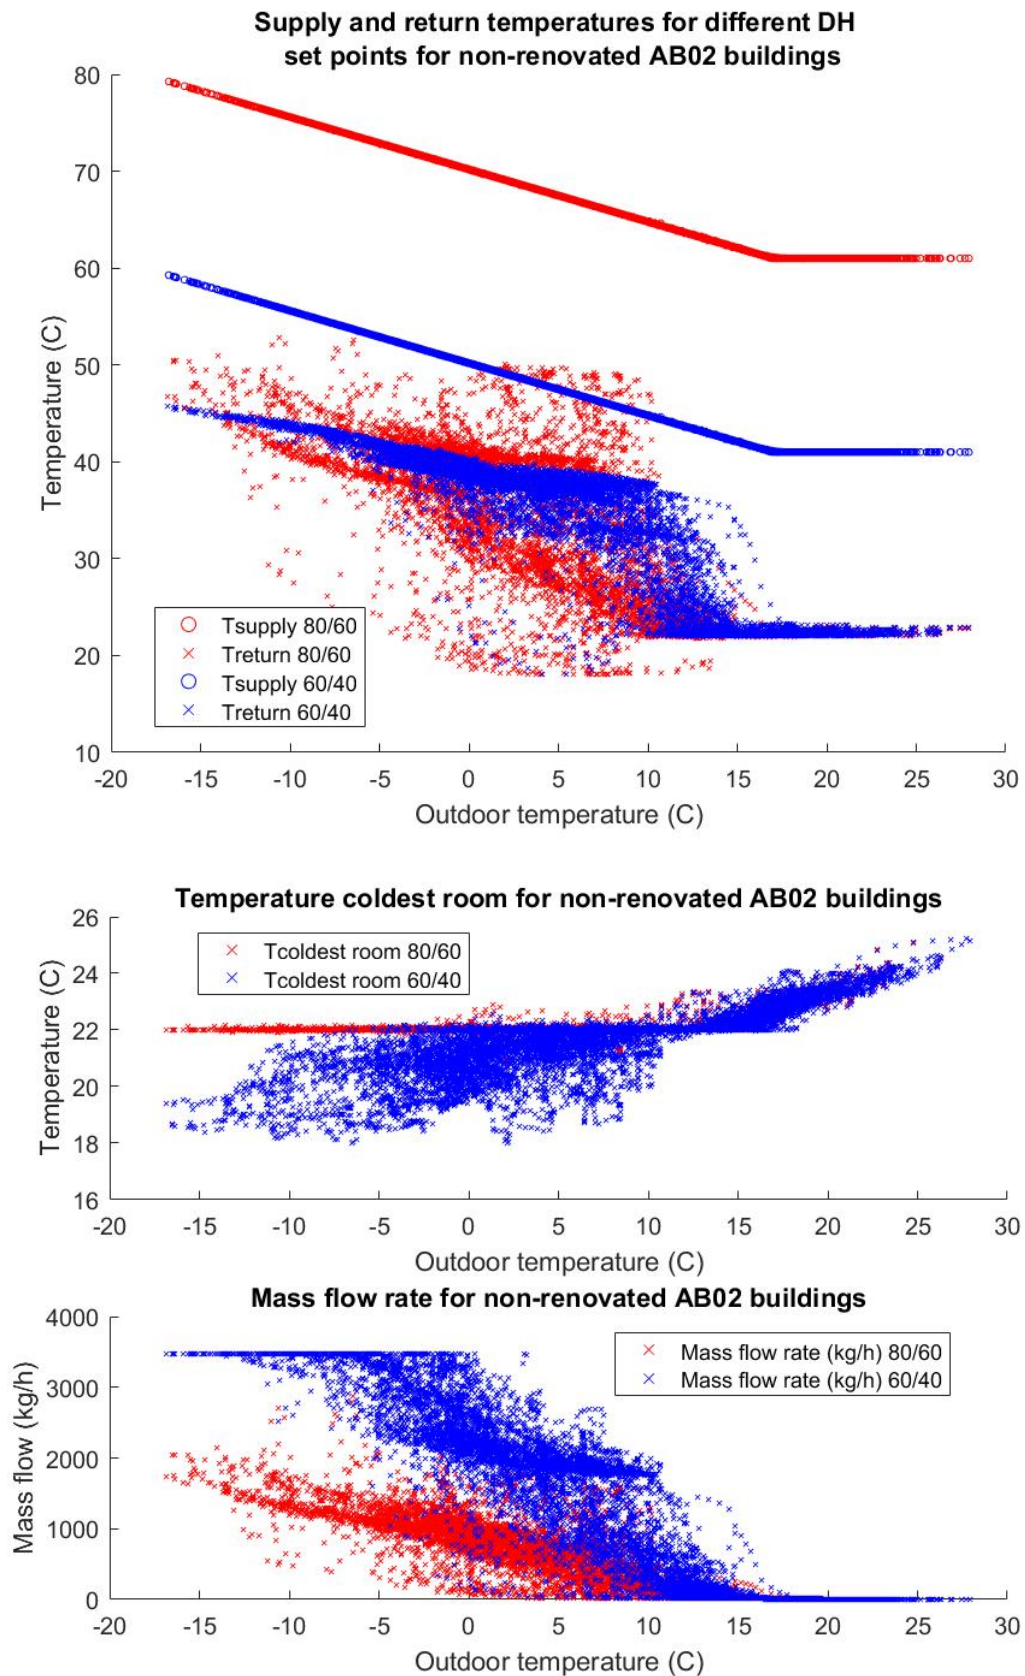 Supply and return temperatures for different DH
set points for non-renovated AB02 buildings
80
70
60
50
40
30
20
10
Temperature (C)
Tsupply 80/60
Treturn 80/60
Tsupply 60/40
Treturn 60/40
-20 -15 -10 -5 0 5 10 15 20 25 30
Outdoor temperature (C)
Temperature coldest room for non-renovated AB02 buildings
26
24
22
20
18
16
Temperature (C)
Tcoldest room 80/60
Tcoldest room 60/40
-20 -15 -10 -5 0 5 10 15 20 25 30
Outdoor temperature (C)
Mass flow rate for non-renovated AB02 buildings
4000
3000
2000
1000
0
Mass flow (kg/h)
Mass flow rate (kg/h) 80/60
Mass flow rate (kg/h) 60/40
-20 -15 -10 -5 0 5 10 15 20 25 30
Outdoor temperature (C)